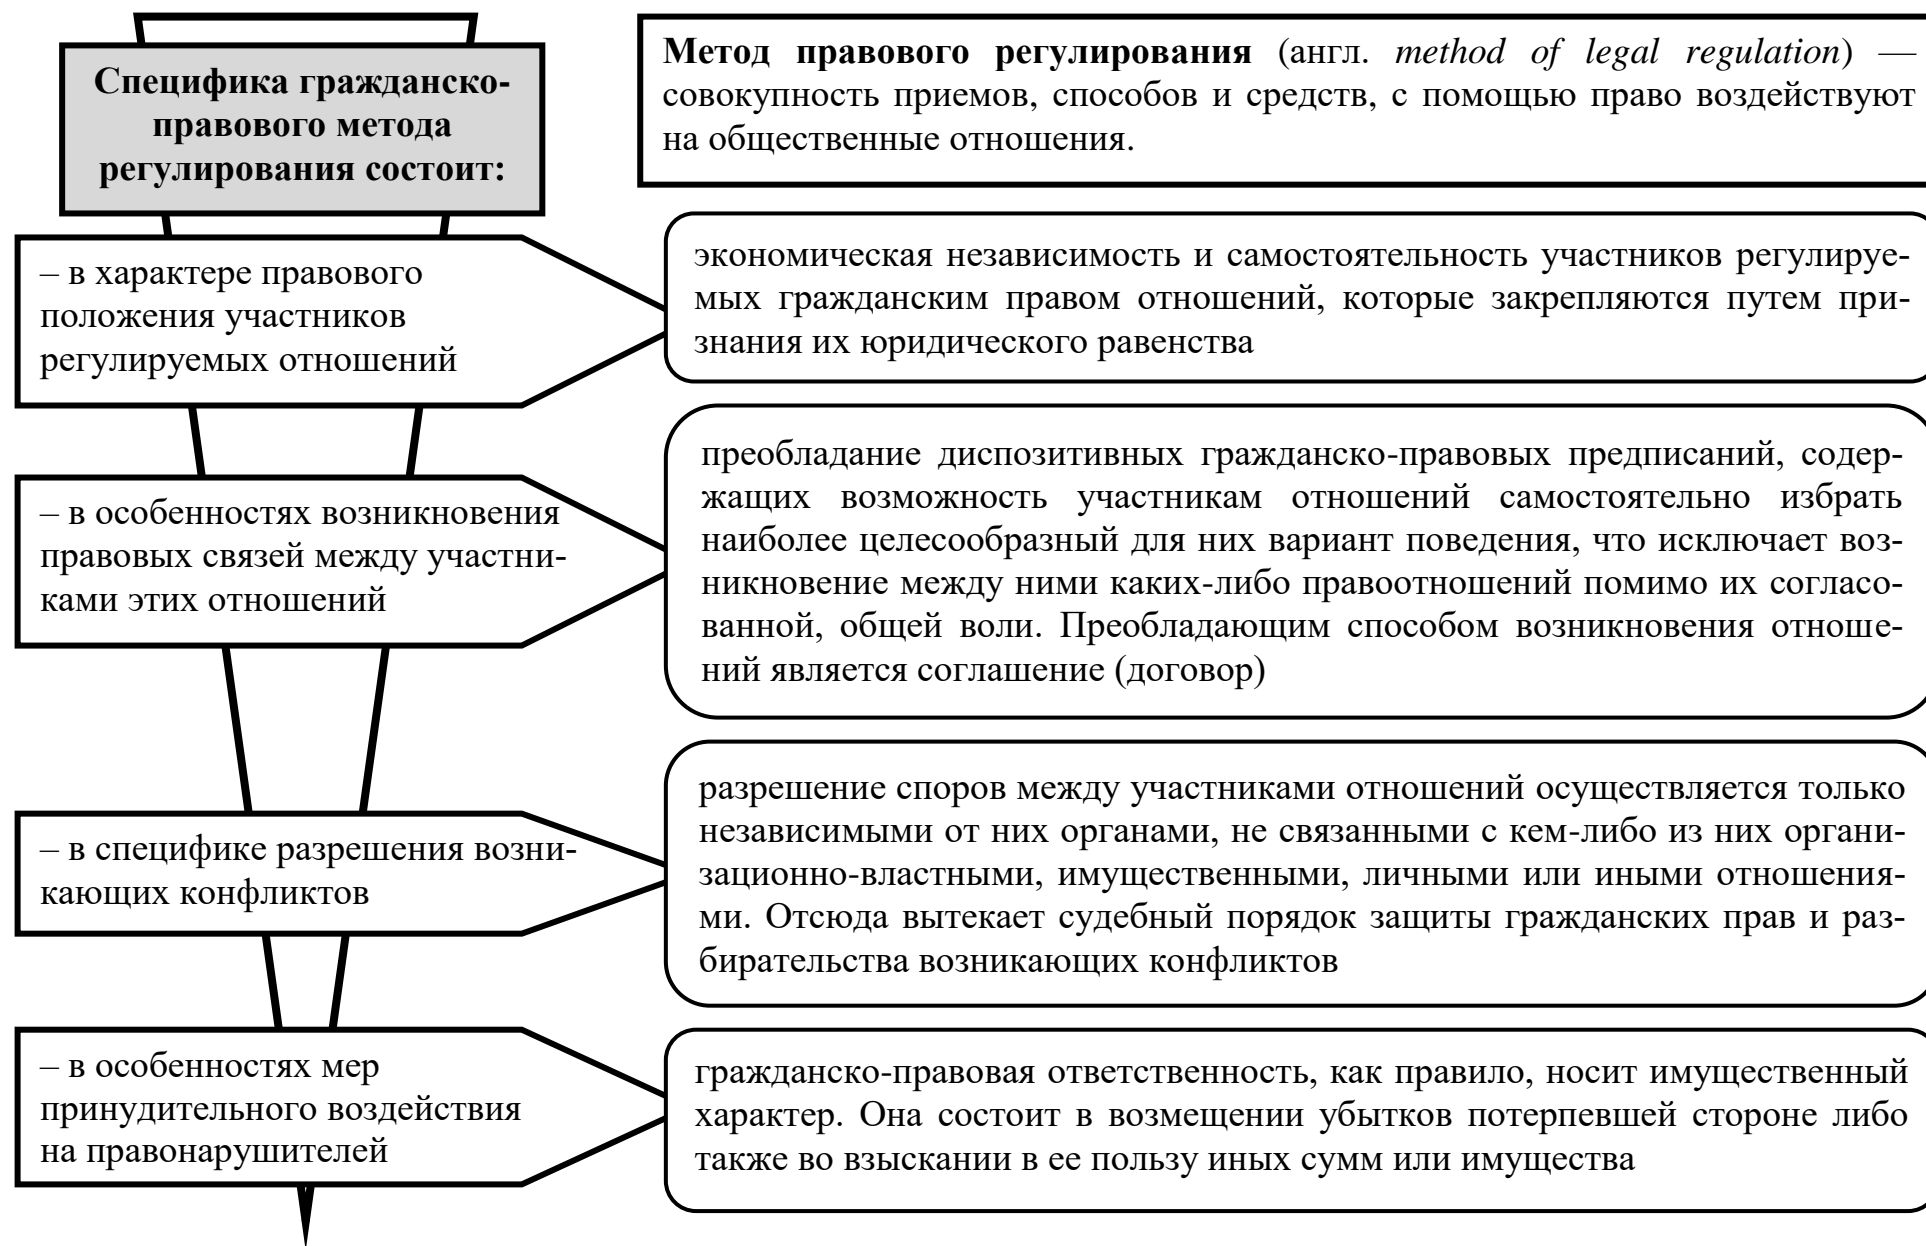 Специфика гражданско-
правового метода
регулирования состоит:
Метод правового регулирования (англ. method of legal regulation) —
совокупность приемов, способов и средств, с помощью право воздействуют
на общественные отношения.
– в характере правового
положения участников
регулируемых отношений
экономическая независимость и самостоятельность участников регулируе-
мых гражданским правом отношений, которые закрепляются путем при-
знания их юридического равенства
– в особенностях возникновения
правовых связей между участни-
ками этих отношений
преобладание диспозитивных гражданско-правовых предписаний, содер-
жащих возможность участникам отношений самостоятельно избрать
наиболее целесообразный для них вариант поведения, что исключает воз-
никновение между ними каких-либо правоотношений помимо их согласо-
ванной, общей воли. Преобладающим способом возникновения отноше-
ний является соглашение (договор)
– в специфике разрешения возни-
кающих конфликтов
разрешение споров между участниками отношений осуществляется только
независимыми от них органами, не связанными с кем-либо из них органи-
зационно-властными, имущественными, личными или иными отношения-
ми. Отсюда вытекает судебный порядок защиты гражданских прав и раз-
бирательства возникающих конфликтов
– в особенностях мер
принудительного воздействия
на правонарушителей
гражданско-правовая ответственность, как правило, носит имущественный
характер. Она состоит в возмещении убытков потерпевшей стороне либо
также во взыскании в ее пользу иных сумм или имущества